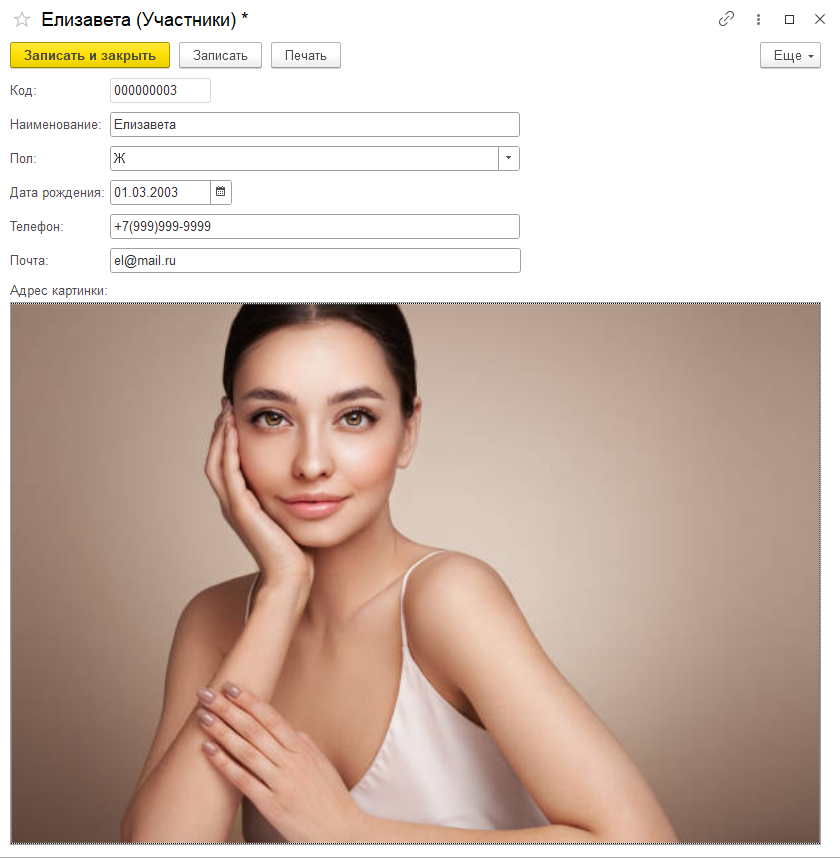 Елизавета (Участники) *
Записать и закрыть Записать Печать Еще
Код: 000000003
Наименование: Елизавета
Пол: Ж
Дата рождения: 01.03.2003
Телефон: +7(999)999-9999
Почта: el@mail.ru
Адрес картинки: